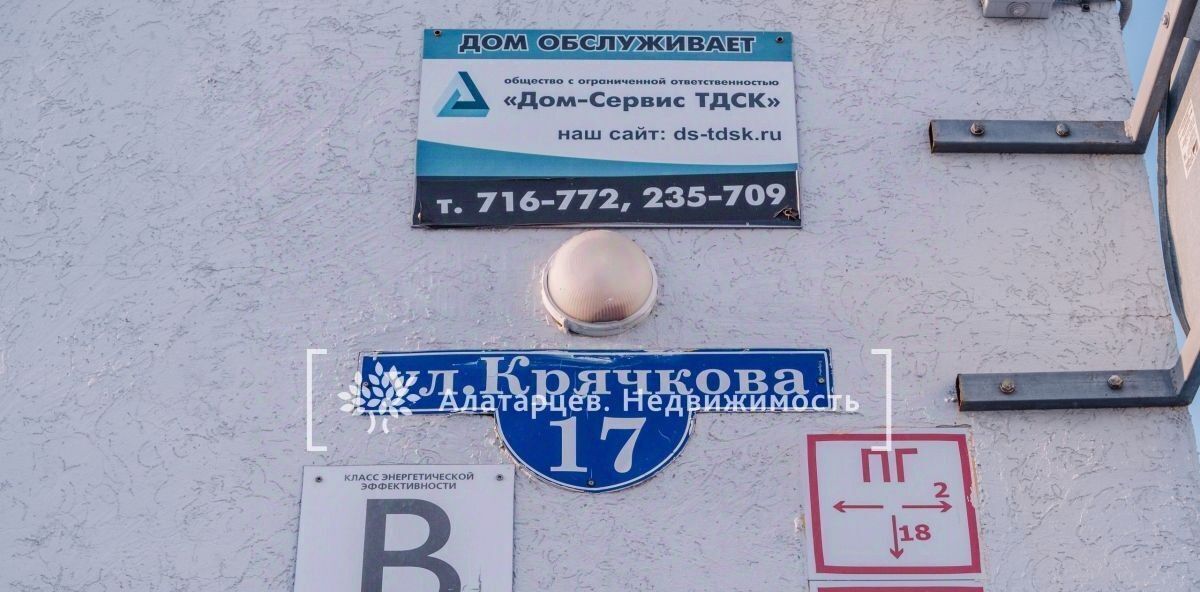 ДОМ ОБСЛУЖИВАЕТ
общество с ограниченной ответственностью
«Дом-Сервис ТДСК»
наш сайт: ds-tdsk.ru
т. 716-772, 235-709
ул.Крячкова
Алатарцев. Недвижимость
17
КЛАСС ЭНЕРГЕТИЧЕСКОЙ
ЭФФЕКТИВНОСТИ
B
ПГ
2
18